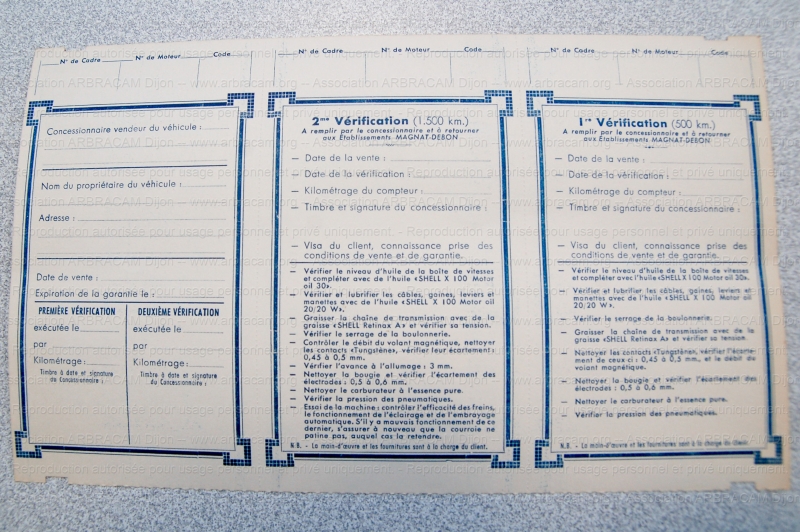 N° de Cadre N° de Moteur Code
Concessionnaire vendeur du véhicule :
Nom du propriétaire du véhicule :
Adresse :
Date de vente :
Expiration de la garantie le :
PREMIÈRE VÉRIFICATION
exécutée le
par
Kilométrage :
Timbre à date et signature
du Concessionnaire :
DEUXIÈME VÉRIFICATION
exécutée le
par
Kilométrage :
Timbre à date et signature
du Concessionnaire :
N° de Cadre N° de Moteur Code
2me Vérification (1.500 km.)
A remplir par le concessionnaire et à retourner
aux Établissements MAGNAT-DEBON
— Date de la vente :
— Date de la vérification :
— Kilométrage du compteur :
— Timbre et signature du concessionnaire :
— Visa du client, connaissance prise des
conditions de vente et de garantie.
— Vérifier le niveau d'huile de la boîte de vitesses
et compléter avec de l'huile «SHELL X 100 Motor
oil 30».
— Vérifier et lubrifier les câbles, gaines, leviers et
manettes avec de l'huile «SHELL X 100 Motor oil
20/20 W».
— Graisser la chaîne de transmission avec de la
graisse «SHELL Retinax A» et vérifier sa tension.
— Vérifier le serrage de la boulonnerie.
— Contrôler le débit du volant magnétique, nettoyer
les contacts «Tungstène», vérifier leur écartement :
0,45 à 0,5 mm.
— Vérifier l'avance à l'allumage : 3 mm.
— Nettoyer la bougie et vérifier l'écartement des
électrodes : 0,5 à 0,6 mm.
— Nettoyer le carburateur à l'essence pure.
— Vérifier la pression des pneumatiques.
— Essai de la machine : contrôler l'efficacité des freins,
le fonctionnement de l'éclairage et de l'embrayage
automatique. S'il y a mauvais fonctionnement de ce
dernier, s'assurer à nouveau que la courroie ne
patine pas, auquel cas la retendre.
N.B. - La main-d'œuvre et les fournitures sont à la charge du client.
N° de Cadre N° de Moteur Code
1re Vérification (500 km.)
A remplir par le concessionnaire et à retourner
aux Établissements MAGNAT-DEBON
— Date de la vente :
— Date de la vérification :
— Kilométrage du compteur :
— Timbre et signature du concessionnaire :
— Visa du client, connaissance prise des
conditions de vente et de garantie.
— Vérifier le niveau d'huile de la boîte de vitesses
et compléter avec de l'huile «SHELL X 100 Motor oil 30».
— Vérifier et lubrifier les câbles, gaines, leviers et
manettes avec de l'huile «SHELL X 100 Motor oil
20/20 W».
— Vérifier le serrage de la boulonnerie.
— Graisser la chaîne de transmission avec de la
graisse «SHELL Retinax A» et vérifier sa tension.
— Nettoyer les contacts «Tungstène», vérifier l'écarte-
ment de ceux-ci : 0,45 à 0,5 mm, et le débit du
volant magnétique.
— Nettoyer la bougie et vérifier l'écartement des
électrodes : 0,5 à 0,6 mm.
— Nettoyer le carburateur à l'essence pure.
— Vérifier la pression des pneumatiques.
N.B. - La main-d'œuvre et les fournitures sont à la charge du client.
Association ARBRACAM Dijon – www.arbracam.org
Reproduction autorisée pour usage personnel et privé uniquement